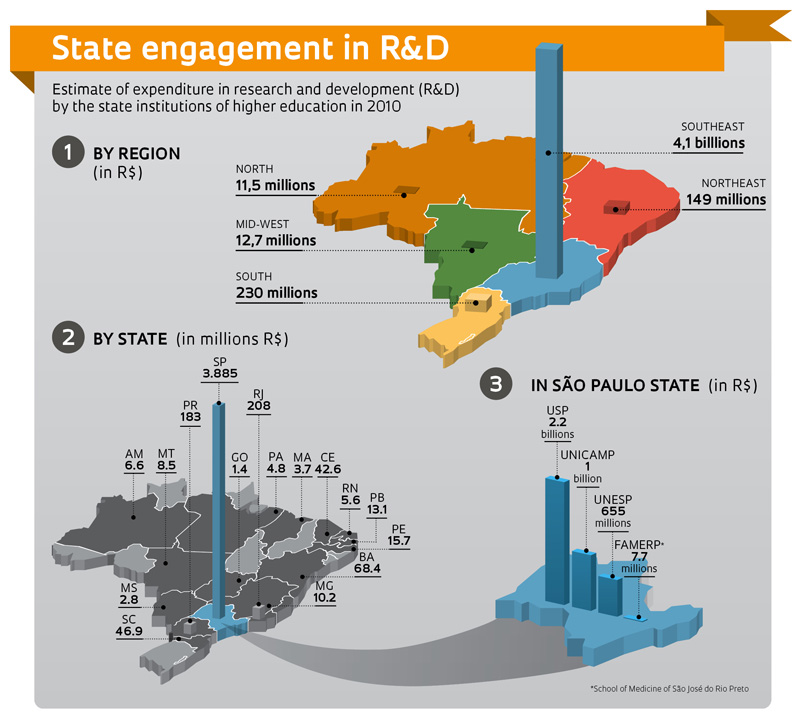 State engagement in R&D
Estimate of expenditure in research and development (R&D)
by the state institutions of higher education in 2010
1 BY REGION
(in R$)
SOUTHEAST
4,1 billlions
NORTH
11,5 millions
NORTHEAST
149 millions
MID-WEST
12,7 millions
SOUTH
230 millions
2 BY STATE (in millions R$)
SP
3.885
PR
183
RJ
208
AM
6.6
MT
8.5
GO
1.4
PA
4.8
MA
3.7
CE
42.6
RN
5.6
PB
13.1
PE
15.7
BA
68.4
MG
10.2
MS
2.8
SC
46.9
3 IN SÃO PAULO STATE (in R$)
USP
2.2
billions
UNICAMP
1
billion
UNESP
655
millions
FAMERP*
7.7
millions
*School of Medicine of São José do Rio Preto